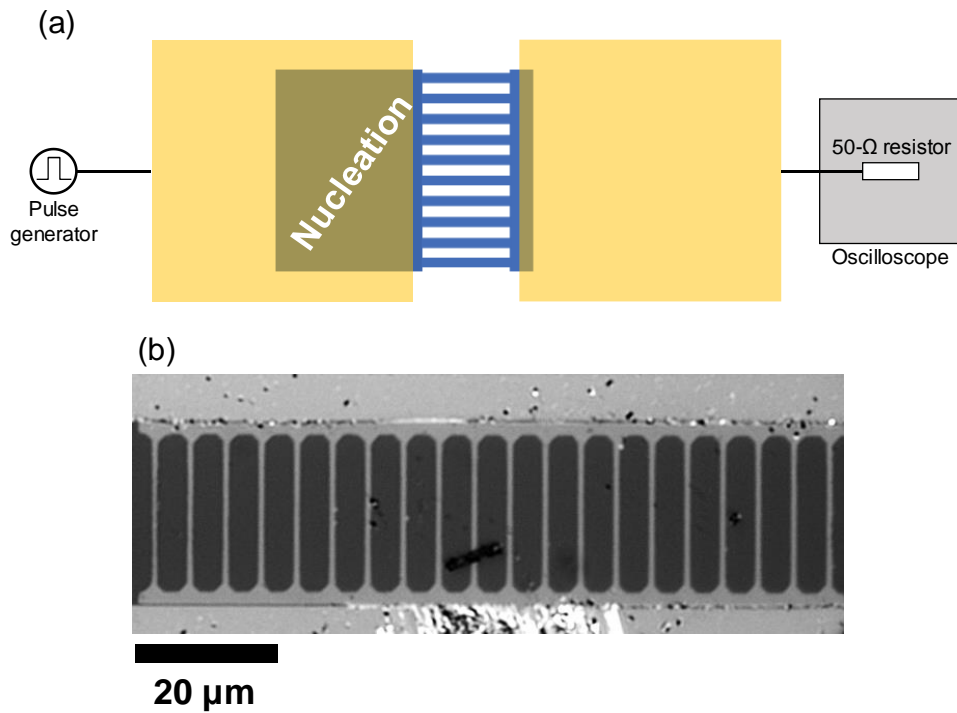 (a)
Nucleation
50-Ω resistor
Pulse
generator
Oscilloscope
(b)
20 µm